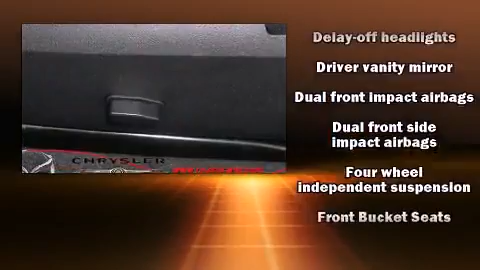 Delay-off headlights
Driver vanity mirror
Dual front impact airbags
Dual front side
impact airbags
Four wheel
independent suspension
Front Bucket Seats
CHRYSLER